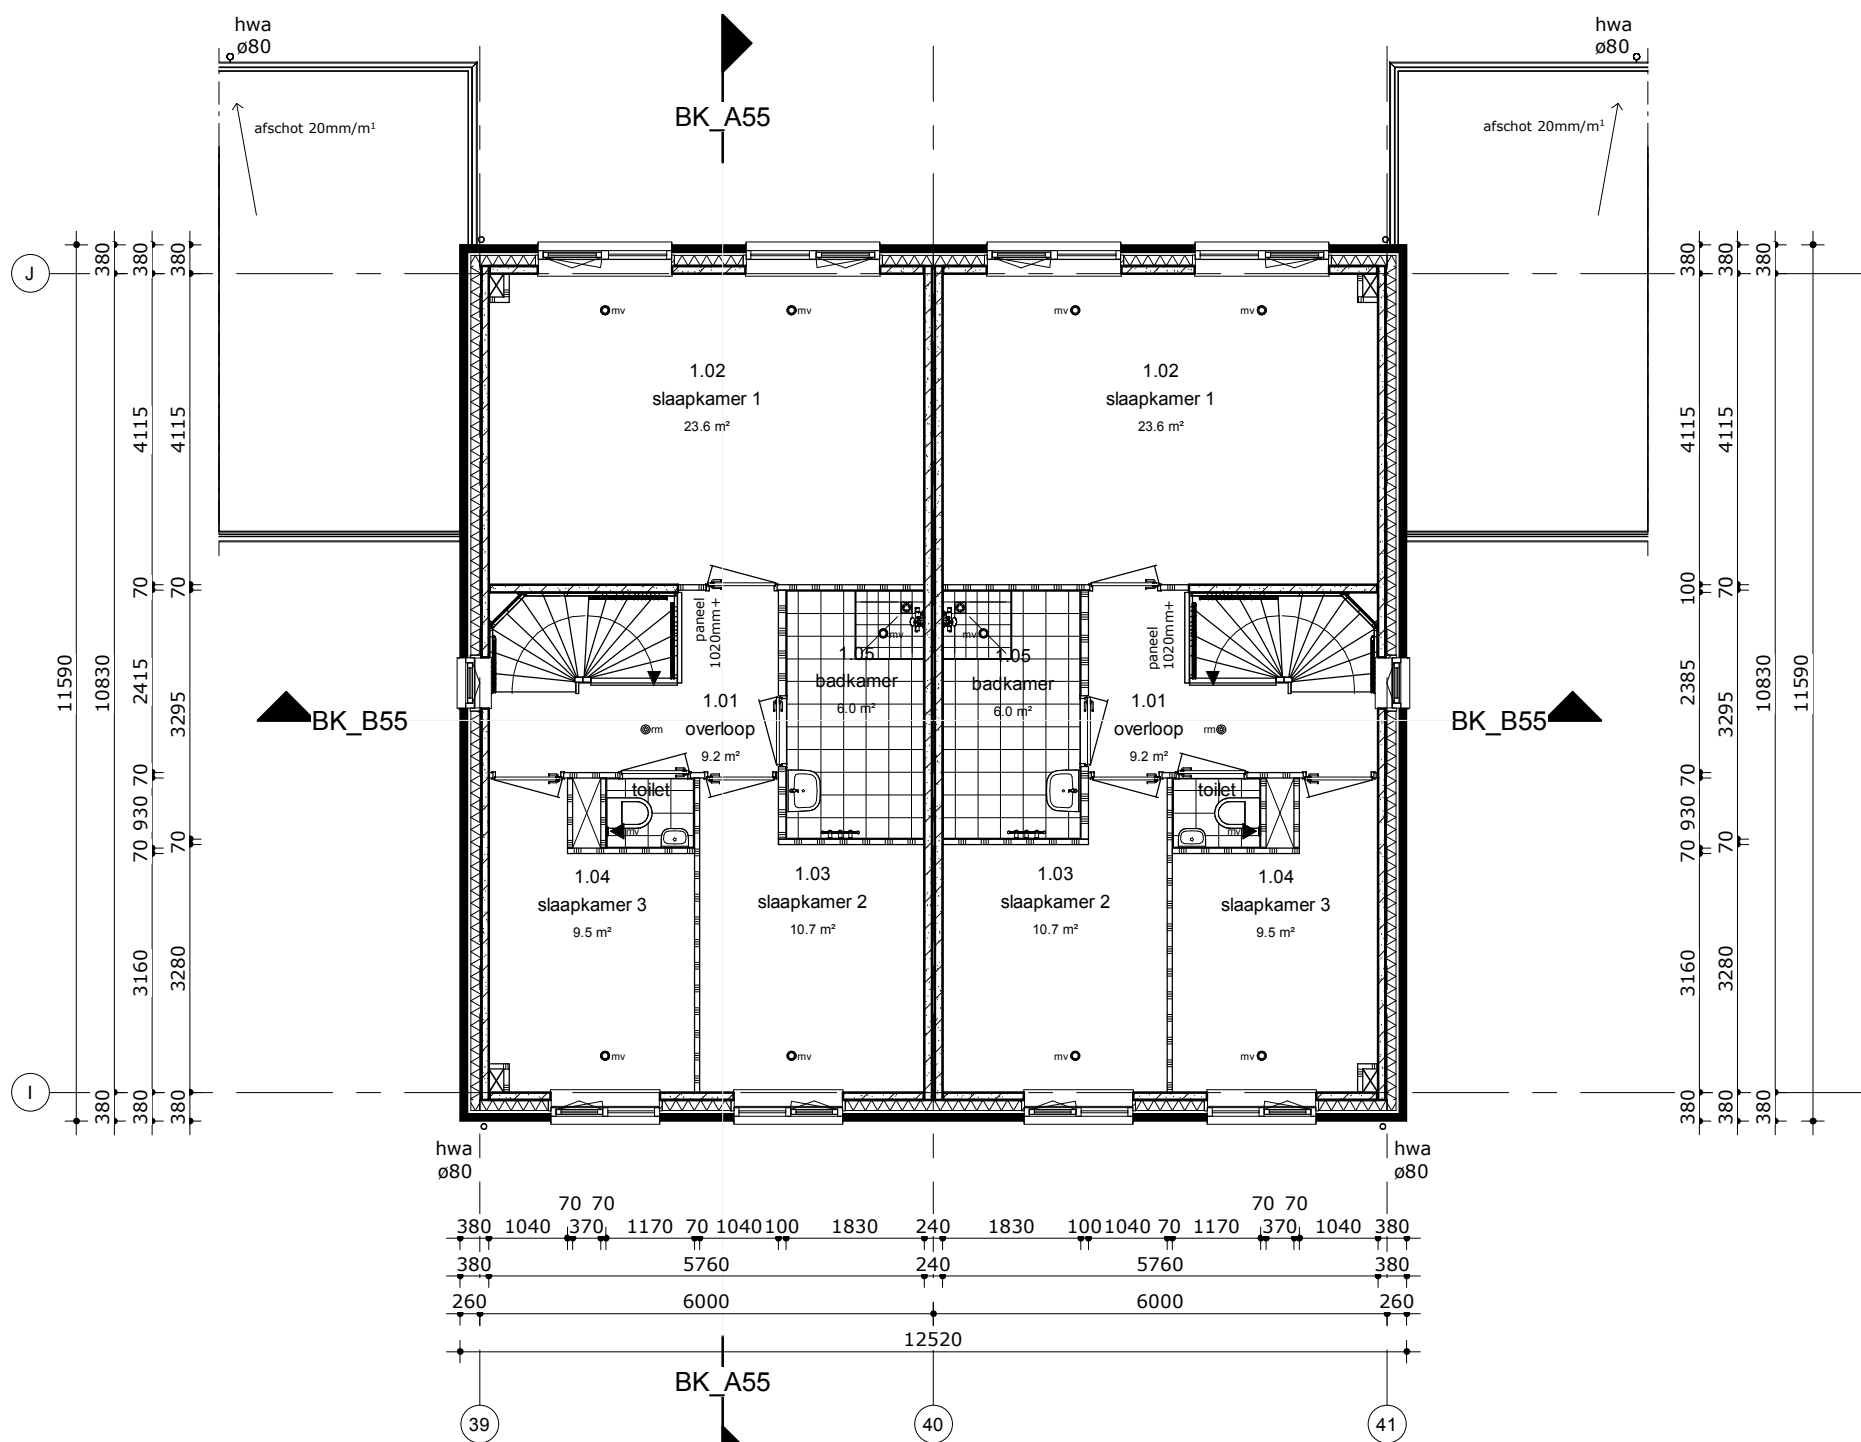 hwa
ø80
hwa
ø80
BK_A55
afschot 20mm/m¹
afschot 20mm/m¹
J
380
380
380
380
380
380
mv
mv
mv
mv
1.02
slaapkamer 1
23.6 m²
1.02
slaapkamer 1
23.6 m²
4115
4115
4115
4115
70
70
100
70
paneel
1020mm+
paneel
1020mm+
mv
mv
1.05
badkamer
6.0 m²
1.05
badkamer
6.0 m²
11590
10830
2415
3295
2385
3295
10830
11590
BK_B55
BK_B55
1.01
overloop
9.2 m²
1.01
overloop
9.2 m²
rm
rm
70
930
70
70
70
930
70
70
toilet
mv
toilet
mv
1.04
slaapkamer 3
9.5 m²
1.03
slaapkamer 2
10.7 m²
1.03
slaapkamer 2
10.7 m²
1.04
slaapkamer 3
9.5 m²
3160
3280
3160
3280
mv
mv
mv
mv
I
380
380
380
380
380
380
hwa
ø80
hwa
ø80
70 70
70 70
380 1040 370 1170 70 1040 100 1830 240 1830 100 1040 70 1170 370 1040 380
380 5760 240 5760 380
260 6000 6000 260
12520
BK_A55
39
40
41